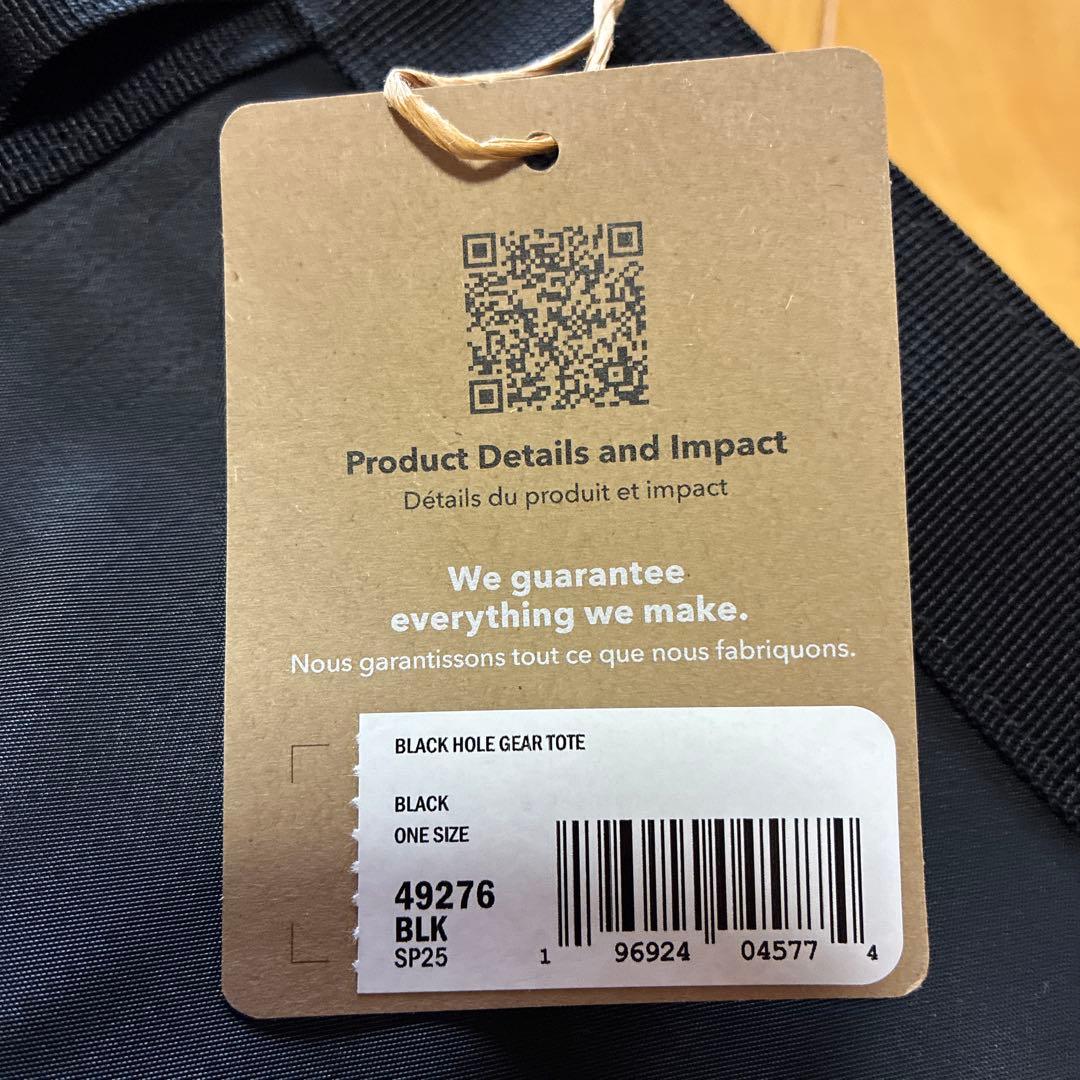 Product Details and Impact
Détails du produit et impact
We guarantee
everything we make.
Nous garantissons tout ce que nous fabriquons.
BLACK HOLE GEAR TOTE
BLACK
ONE SIZE
49276
BLK
SP25
1 96924 04577 4